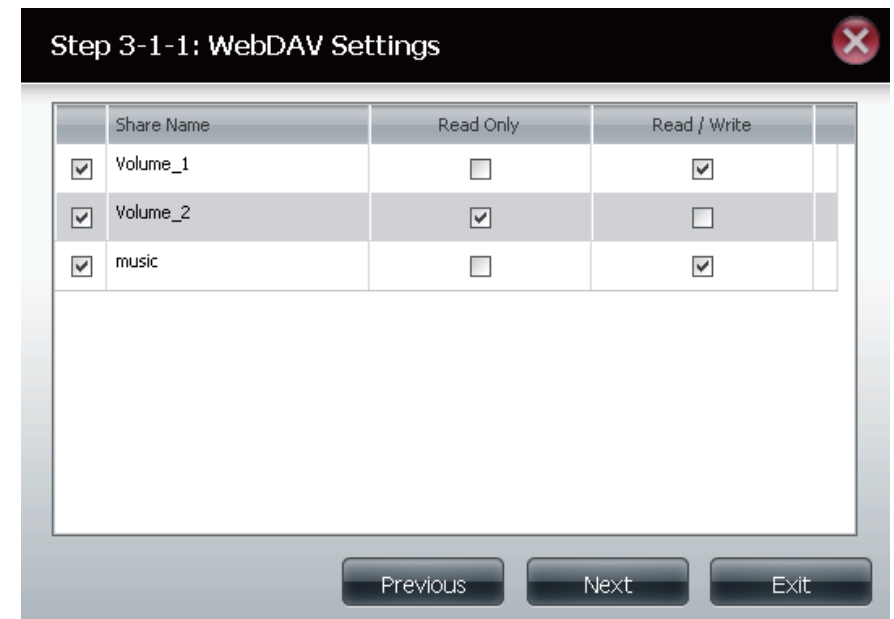 Step 3-1-1: WebDAV Settings
Share Name Read Only Read / Write
Volume_1
Volume_2
music
Previous Next Exit